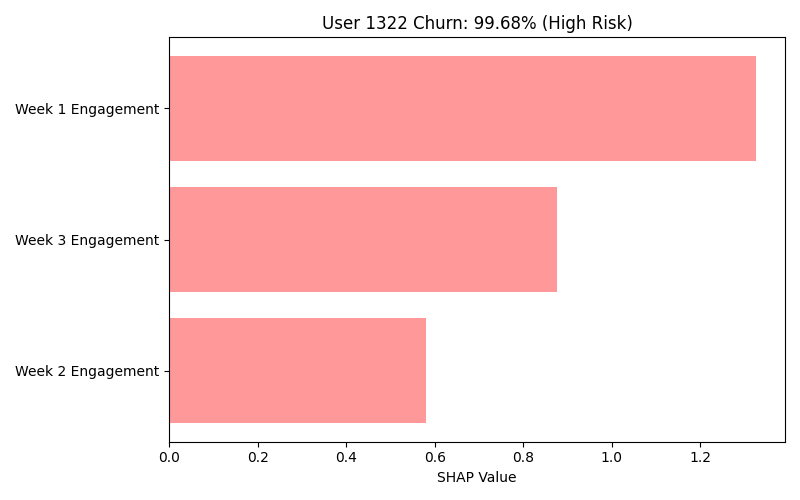 User 1322 Churn: 99.68% (High Risk)
Week 1 Engagement
Week 3 Engagement
Week 2 Engagement
0.0 0.2 0.4 0.6 0.8 1.0 1.2
SHAP Value